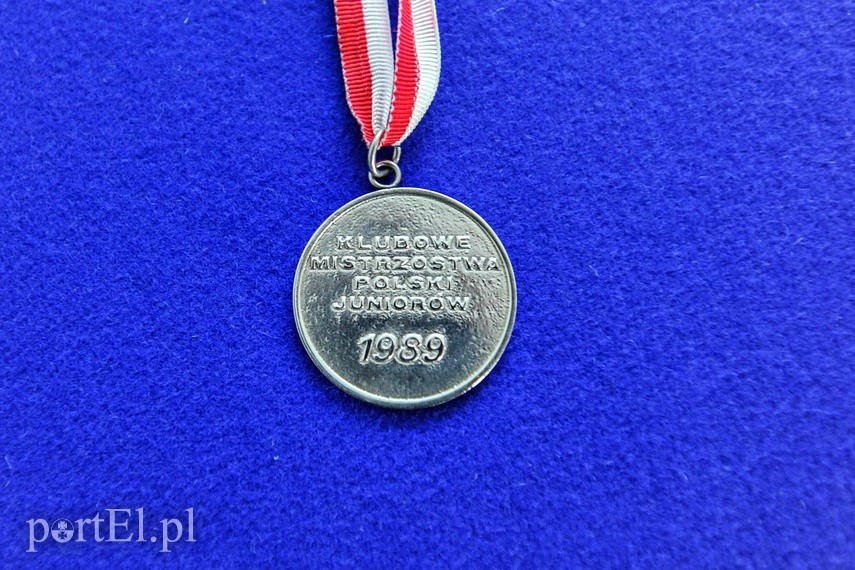 KLUBOWE
MISTRZOSTWA
POLSKI
JUNIORÓW
1989
portEl.pl